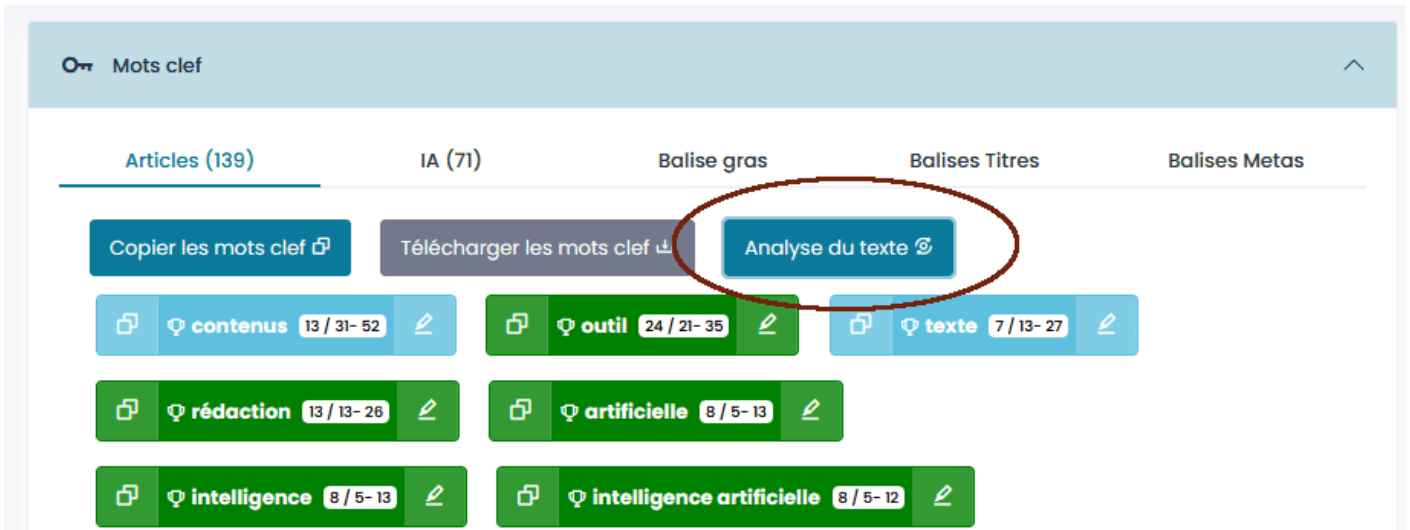 Mots clef
Articles (139) IA (71) Balise gras Balises Titres Balises Metas
Copier les mots clef Télécharger les mots clef Analyse du texte
contenus 13 / 31- 52 outil 24 / 21- 35 texte 7 / 13- 27
rédaction 13 / 13- 26 artificielle 8 / 5- 13
intelligence 8 / 5- 13 intelligence artificielle 8 / 5- 12